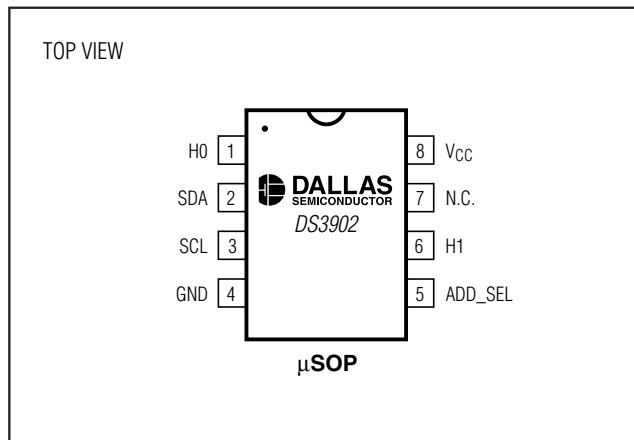 TOP VIEW
H0 1
8 VCC
SDA 2
7 N.C.
SCL 3
6 H1
GND 4
5 ADD_SEL
DALLAS
SEMICONDUCTOR
DS3902
µSOP